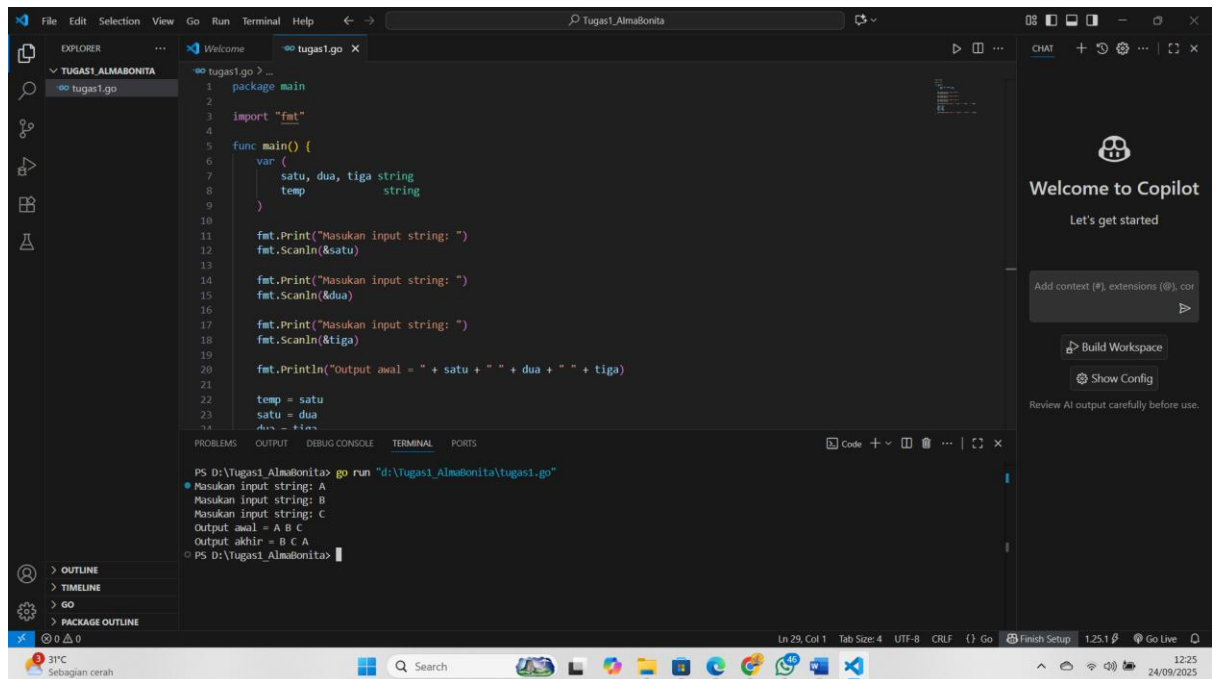 File Edit Selection View Go Run Terminal Help
Tugas1_AlmaBonita
EXPLORER
TUGAS1_ALMABONITA
tugas1.go
OUTLINE
TIMELINE
GO
PACKAGE OUTLINE
Welcome
tugas1.go
tugas1.go > ...
1 package main
2
3 import "fmt"
4
5 func main() {
6 var (
7 satu, dua, tiga string
8 temp string
9 )
10
11 fmt.Print("Masukan input string: ")
12 fmt.Scanln(&satu)
13
14 fmt.Print("Masukan input string: ")
15 fmt.Scanln(&dua)
16
17 fmt.Print("Masukan input string: ")
18 fmt.Scanln(&tiga)
19
20 fmt.Println("Output awal = " + satu + " " + dua + " " + tiga)
21
22 temp = satu
23 satu = dua
24 dua = tiga
PROBLEMS OUTPUT DEBUG CONSOLE TERMINAL PORTS
Code
PS D:\Tugas1_AlmaBonita> go run "d:\Tugas1_AlmaBonita\tugas1.go"
Masukan input string: A
Masukan input string: B
Masukan input string: C
Output awal = A B C
Output akhir = B C A
PS D:\Tugas1_AlmaBonita>
CHAT
Welcome to Copilot
Let's get started
Add context (#), extensions (@), co
Build Workspace
Show Config
Review AI output carefully before use.
0 0
Ln 29, Col 1 Tab Size: 4 UTF-8 CRLF {} Go Finish Setup 1.25.1 Go Live
3
31°C
Sebagian cerah
Search
46
12:25
24/09/2025